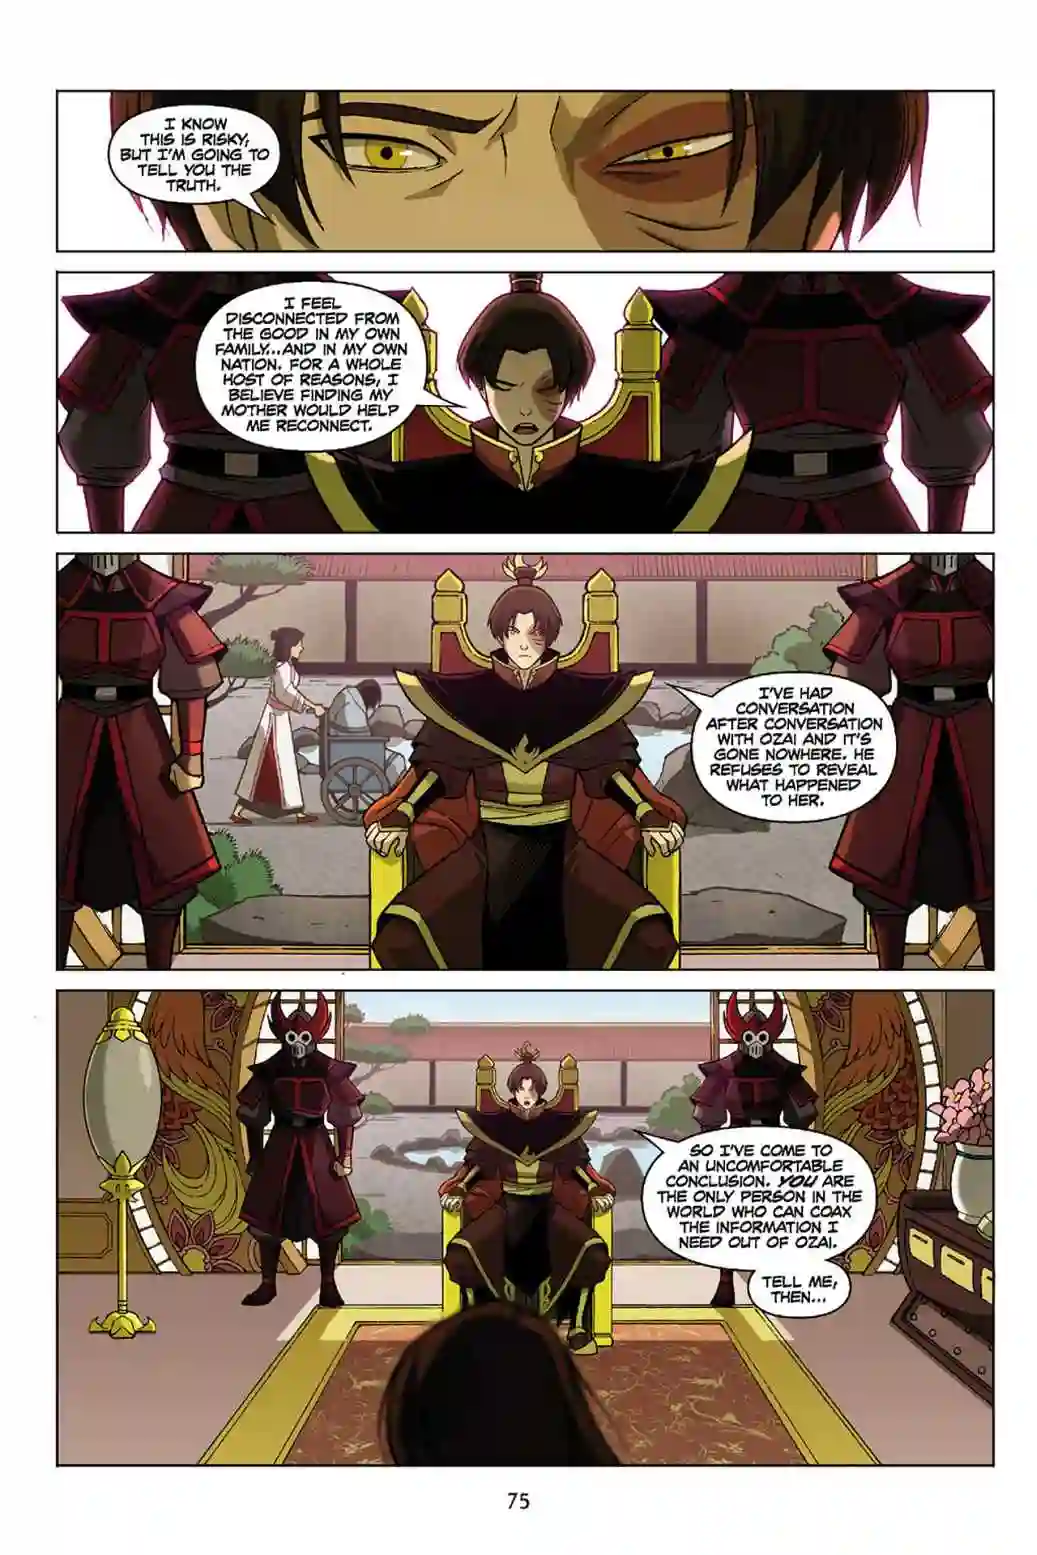 I KNOW
THIS IS RISKY,
BUT I'M GOING TO
TELL YOU THE
TRUTH.
I FEEL
DISCONNECTED FROM
THE GOOD IN MY OWN
FAMILY...AND IN MY OWN
NATION. FOR A WHOLE
HOST OF REASONS, I
BELIEVE FINDING MY
MOTHER WOULD HELP
ME RECONNECT.
I'VE HAD
CONVERSATION
AFTER CONVERSATION
WITH OZAI AND IT'S
GONE NOWHERE. HE
REFUSES TO REVEAL
WHAT HAPPENED
TO HER.
SO I'VE COME TO
AN UNCOMFORTABLE
CONCLUSION. YOU ARE
THE ONLY PERSON IN THE
WORLD WHO CAN COAX
THE INFORMATION I
NEED OUT OF OZAI.
TELL ME,
THEN...
75